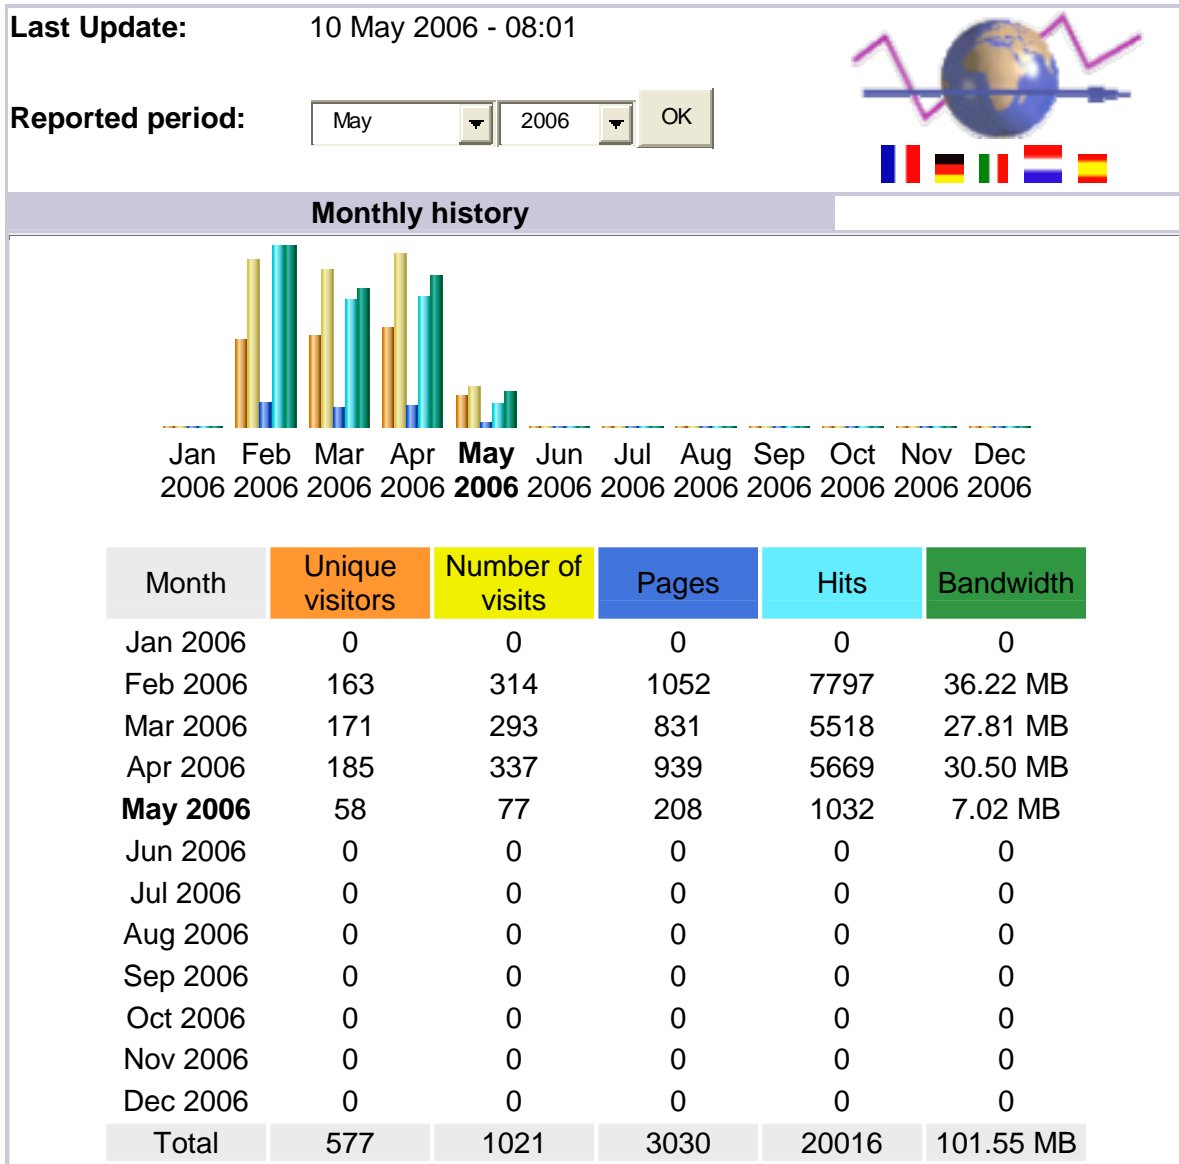 Last Update: 10 May 2006 - 08:01
Reported period: May 2006 OK
Monthly history
Jan Feb Mar Apr May Jun Jul Aug Sep Oct Nov Dec
2006 2006 2006 2006 2006 2006 2006 2006 2006 2006 2006 2006
Month Unique visitors Number of visits Pages Hits Bandwidth
Jan 2006 0 0 0 0 0
Feb 2006 163 314 1052 7797 36.22 MB
Mar 2006 171 293 831 5518 27.81 MB
Apr 2006 185 337 939 5669 30.50 MB
May 2006 58 77 208 1032 7.02 MB
Jun 2006 0 0 0 0 0
Jul 2006 0 0 0 0 0
Aug 2006 0 0 0 0 0
Sep 2006 0 0 0 0 0
Oct 2006 0 0 0 0 0
Nov 2006 0 0 0 0 0
Dec 2006 0 0 0 0 0
Total 577 1021 3030 20016 101.55 MB